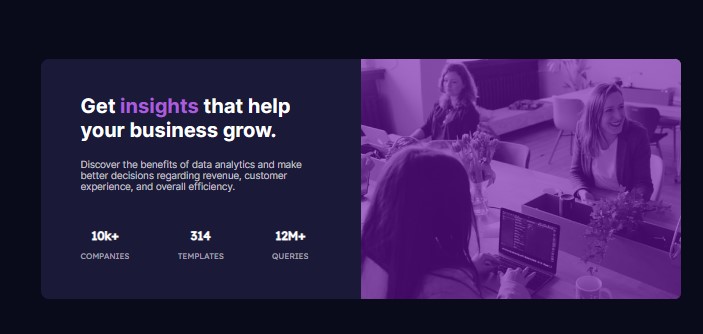 Get insights that help
your business grow.
Discover the benefits of data analytics and make
better decisions regarding revenue, customer
experience, and overall efficiency.
10k+ 314 12M+
COMPANIES TEMPLATES QUERIES